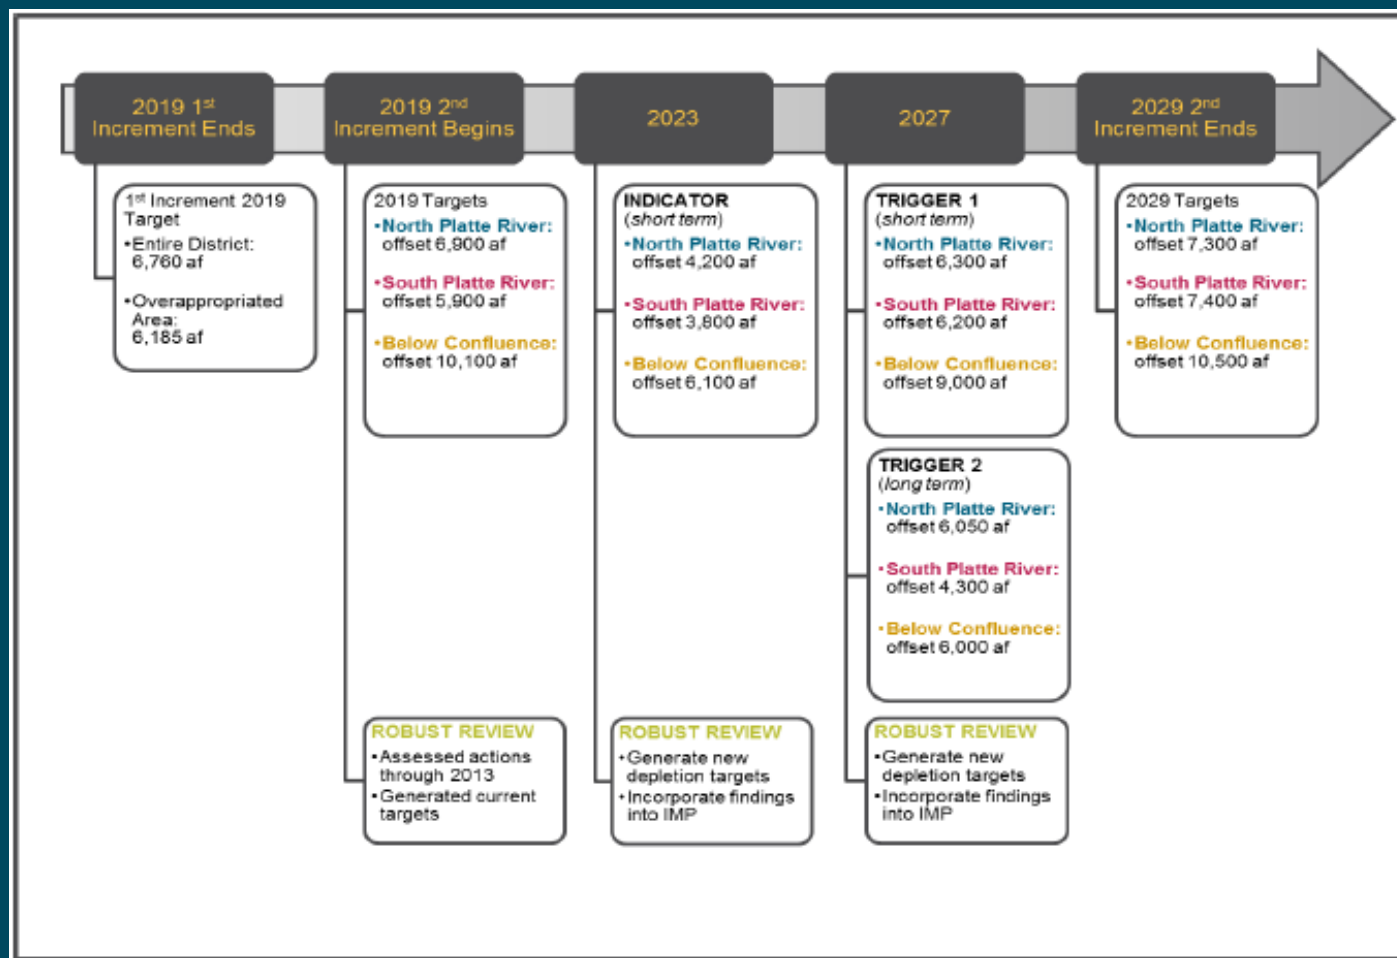 2019 1st
Increment Ends
2019 2nd
Increment Begins
2023
2027
2029 2nd
Increment Ends
1st Increment 2019
Target
•Entire District:
6,760 af
•Overappropriated
Area:
6,185 af
2019 Targets
•North Platte River:
offset 6,900 af
•South Platte River:
offset 5,900 af
•Below Confluence:
offset 10,100 af
INDICATOR
(short term)
•North Platte River:
offset 4,200 af
•South Platte River:
offset 3,800 af
•Below Confluence:
offset 6,100 af
TRIGGER 1
(short term)
•North Platte River:
offset 6,300 af
•South Platte River:
offset 6,200 af
•Below Confluence:
offset 9,000 af
2029 Targets
•North Platte River:
offset 7,300 af
•South Platte River:
offset 7,400 af
•Below Confluence:
offset 10,500 af
TRIGGER 2
(long term)
•North Platte River:
offset 6,050 af
•South Platte River:
offset 4,300 af
•Below Confluence:
offset 6,000 af
ROBUST REVIEW
•Assessed actions
through 2013
•Generated current
targets
ROBUST REVIEW
•Generate new
depletion targets
•Incorporate findings
into IMP
ROBUST REVIEW
•Generate new
depletion targets
•Incorporate findings
into IMP